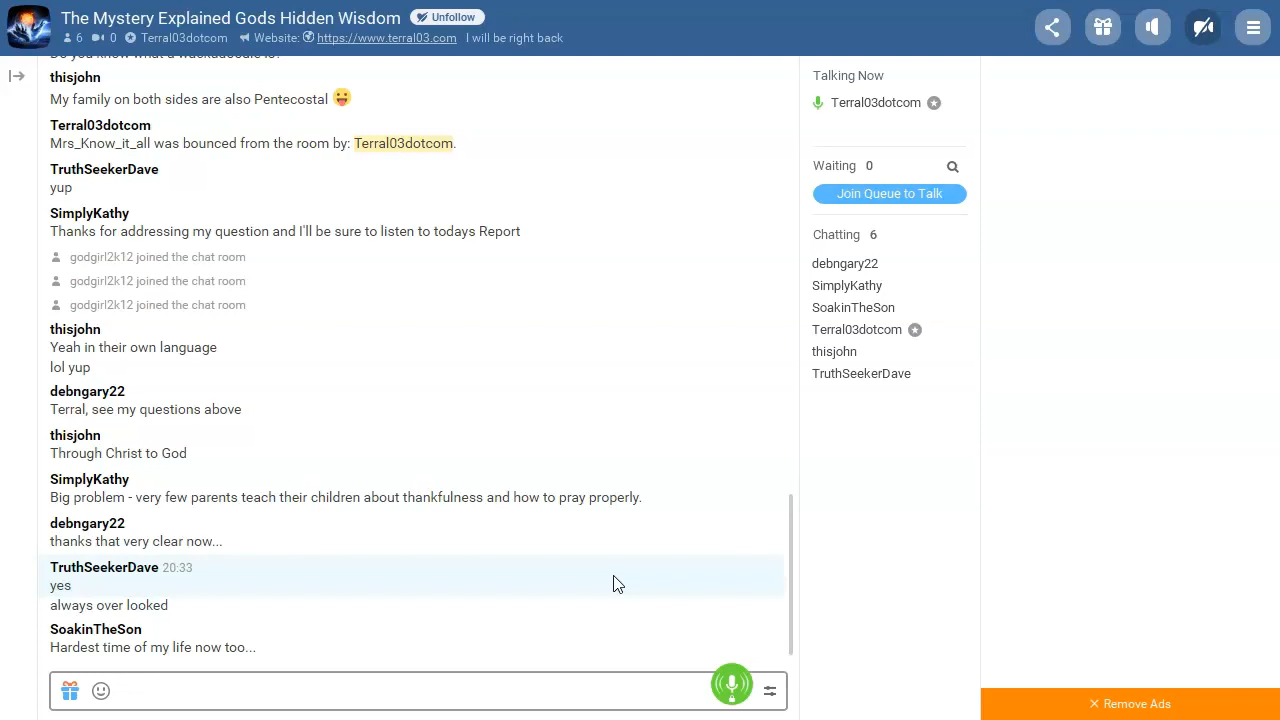 The Mystery Explained Gods Hidden Wisdom Unfollow
6 0 Terral03dotcom Website: https://www.terral03.com I will be right back
thisjohn
My family on both sides are also Pentecostal
Terral03dotcom
Mrs_Know_it_all was bounced from the room by: Terral03dotcom.
TruthSeekerDave
yup
SimplyKathy
Thanks for addressing my question and I'll be sure to listen to todays Report
godgirl2k12 joined the chat room
godgirl2k12 joined the chat room
godgirl2k12 joined the chat room
thisjohn
Yeah in their own language
lol yup
debngary22
Terral, see my questions above
thisjohn
Through Christ to God
SimplyKathy
Big problem - very few parents teach their children about thankfulness and how to pray properly.
debngary22
thanks that very clear now...
TruthSeekerDave 20:33
yes
always over looked
SoakinTheSon
Hardest time of my life now too...
Talking Now
Terral03dotcom
Waiting 0
Join Queue to Talk
Chatting 6
debngary22
SimplyKathy
SoakinTheSon
Terral03dotcom
thisjohn
TruthSeekerDave
Remove Ads